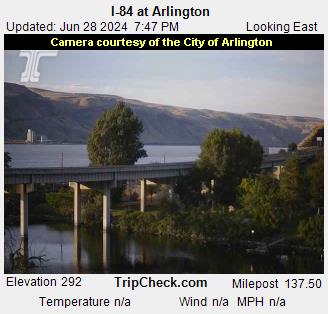 I-84 at Arlington
Updated: Jun 28 2024 7:47 PM Looking East
Camera courtesy of the City of Arlington
Elevation 292 TripCheck.com Milepost 137.50
Temperature n/a Wind n/a MPH n/a